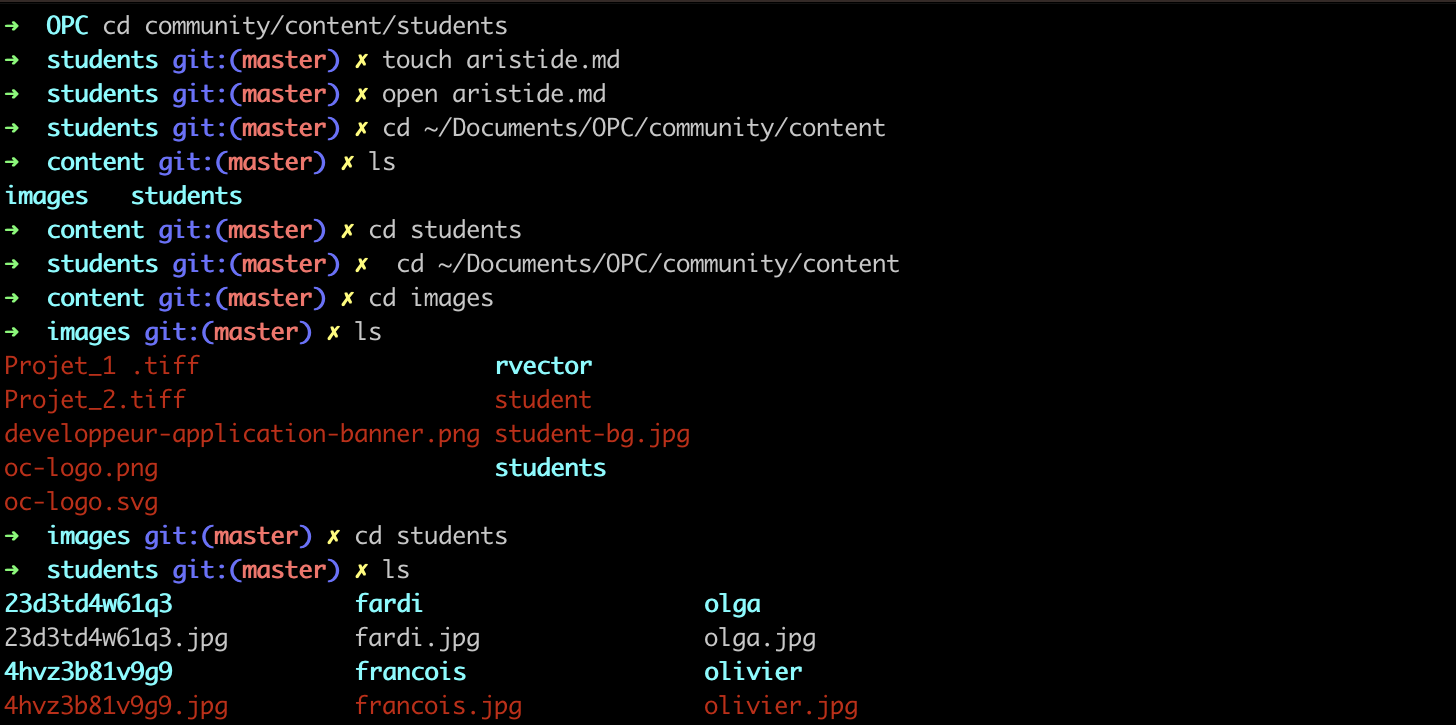 ➜  OPC cd community/content/students
➜  students git:(master) ✗ touch aristide.md
➜  students git:(master) ✗ open aristide.md
➜  students git:(master) ✗ cd ~/Documents/OPC/community/content
➜  content git:(master) ✗ ls
images   students
➜  content git:(master) ✗ cd students
➜  students git:(master) ✗  cd ~/Documents/OPC/community/content
➜  content git:(master) ✗ cd images
➜  images git:(master) ✗ ls
Projet_1 .tiff                     rvector
Projet_2.tiff                      student
developpeur-application-banner.png student-bg.jpg
oc-logo.png                        students
oc-logo.svg
➜  images git:(master) ✗ cd students
➜  students git:(master) ✗ ls
23d3td4w61q3             fardi                    olga
23d3td4w61q3.jpg         fardi.jpg                olga.jpg
4hvz3b81v9g9             francois                 olivier
4hvz3b81v9g9.jpg         francois.jpg             olivier.jpg